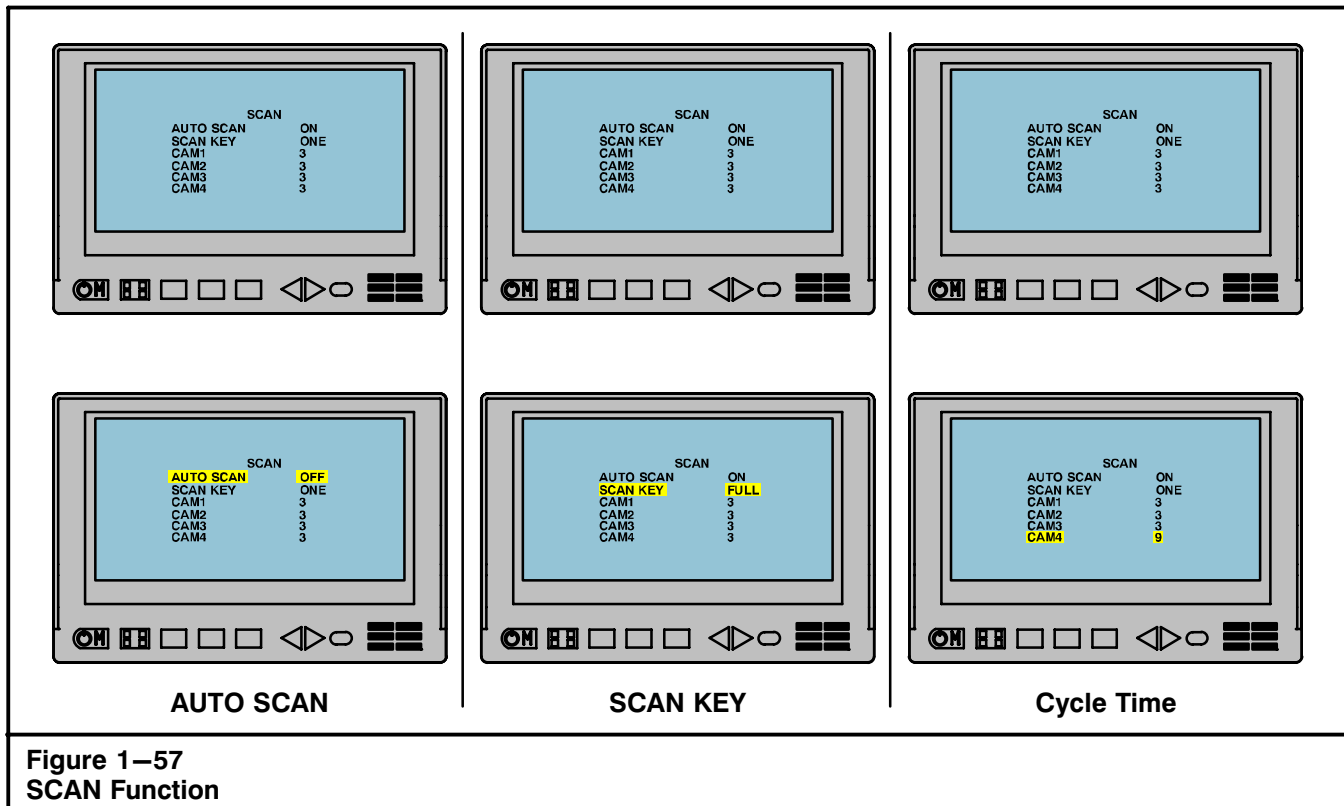 SCAN
AUTO SCAN ON
SCAN KEY ONE
CAM1 3
CAM2 3
CAM3 3
CAM4 3
M
SCAN
AUTO SCAN ON
SCAN KEY ONE
CAM1 3
CAM2 3
CAM3 3
CAM4 3
M
SCAN
AUTO SCAN ON
SCAN KEY ONE
CAM1 3
CAM2 3
CAM3 3
CAM4 3
M
SCAN
AUTO SCAN OFF
SCAN KEY ONE
CAM1 3
CAM2 3
CAM3 3
CAM4 3
M
AUTO SCAN
SCAN
AUTO SCAN ON
SCAN KEY FULL
CAM1 3
CAM2 3
CAM3 3
CAM4 3
M
SCAN KEY
SCAN
AUTO SCAN ON
SCAN KEY ONE
CAM1 3
CAM2 3
CAM3 3
CAM4 9
M
Cycle Time
Figure 1—57
SCAN Function